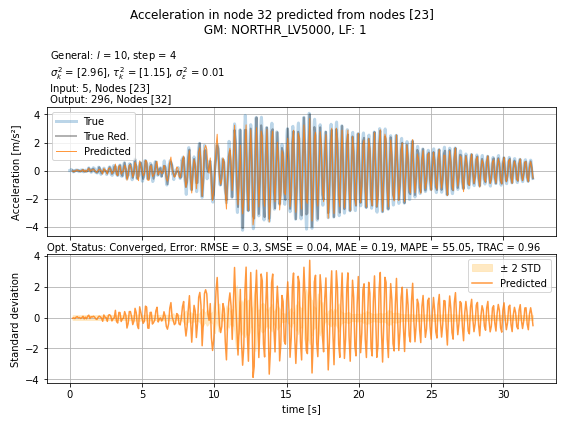 Acceleration in node 32 predicted from nodes [23]
GM: NORTHR_LV5000, LF: 1
General: l = 10, step = 4
σ²ₖ = [2.96], τ²ₖ = [1.15], σ²ε = 0.01
Input: 5, Nodes [23]
Output: 296, Nodes [32]
Acceleration [m/s²]
4
2
0
−2
−4
True
True Red.
Predicted
Opt. Status: Converged, Error: RMSE = 0.3, SMSE = 0.04, MAE = 0.19, MAPE = 55.05, TRAC = 0.96
Standard deviation
4
2
0
−2
−4
± 2 STD
Predicted
0 5 10 15 20 25 30
time [s]